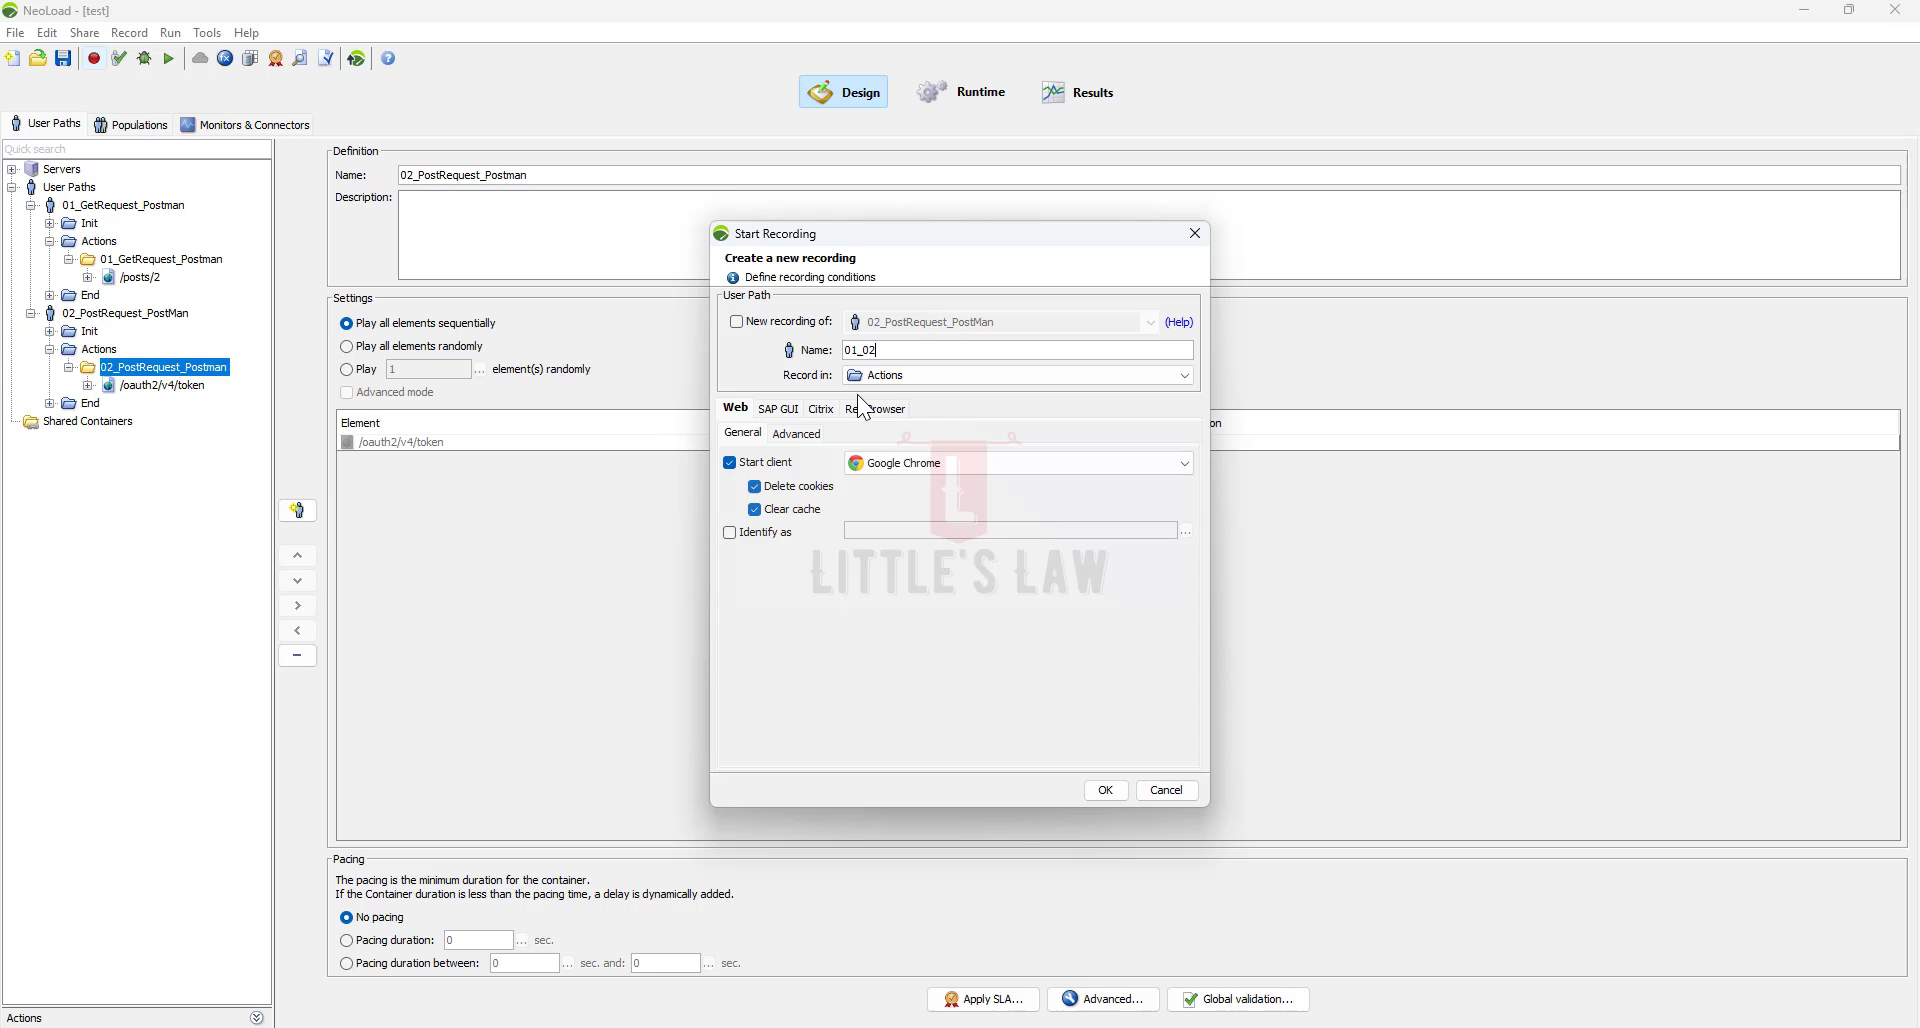 NeoLoad - [test]
File Edit Share Record Run Tools Help
Design Runtime Results
User Paths Populations Monitors & Connectors
Quick search
Servers
User Paths
01_GetRequest_Postman
Init
Actions
01_GetRequest_Postman
/posts/2
End
02_PostRequest_PostMan
Init
Actions
02_PostRequest_Postman
/oauth2/v4/token
End
Shared Containers
Actions
Definition
Name: 02_PostRequest_Postman
Description:
Settings
Play all elements sequentially
Play all elements randomly
Play 1 ... element(s) randomly
Advanced mode
Element
/oauth2/v4/token
Start Recording
Create a new recording
Define recording conditions
User Path
New recording of: 02_PostRequest_PostMan (Help)
Name: 01_02
Record in: Actions
Web SAP GUI Citrix
General Advanced
Start client Google Chrome
Delete cookies
Clear cache
Identify as ...
LITTLE'S LAW
OK Cancel
Pacing
The pacing is the minimum duration for the container.
If the Container duration is less than the pacing time, a delay is dynamically added.
No pacing
Pacing duration: 0 ... sec.
Pacing duration between: 0 ... sec. and: 0 ... sec.
Apply SLA... Advanced... Global validation...